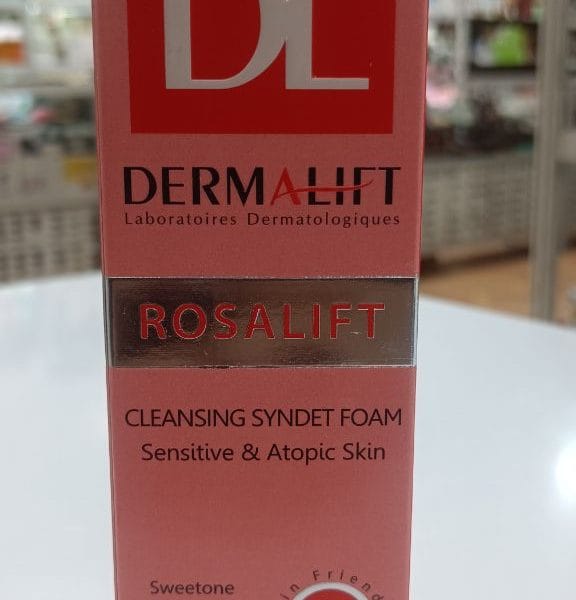 DL
DERMALIFT
Laboratoires Dermatologiques
ROSALIFT
CLEANSING SYNDET FOAM
Sensitive & Atopic Skin
Sweetone